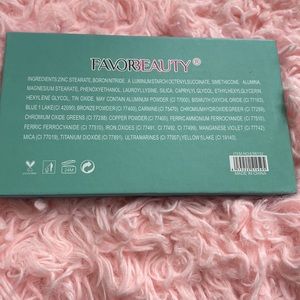 FAVORBEAUTY®
INGREDIENTS:ZINC STEARATE, BORON NITRIDE, A LUMINUM STARCH OCTENYLSUCCINATE, SIMETHICONE, ALUMINA,
MAGNESIUM STEARATE, PHENOXYETHANOL, LAUROYL LYSINE, SILICA, CAPRYLYL GLYCOL, ETHYLHEXYLGLYCERIN,
HEXYLENE GLYCOL, TIN OXIDE, MAY CONTAIN ALUMINUM POWDER (CI 77000), BISMUTH OXYCHLORIDE (CI 77163),
BLUE 1 LAKE(CI 42090), BRONZE POWDER(CI 77400), CARMINE(CI 75470), CHROMIUM HYDROXIDE GREEN(CI 77289)
CHROMIUM OXIDE GREENS (CI 77288) COPPER POWDER (CI 77400), FERRIC AMMONIUM FERROCYANIDE (CI 77510),
FERRIC FERROCYANIDE (CI 77510), IRON OXIDES (CI 77491, CI 77492, CI 77499), MANGANESE VIOLET (CI 77742)
MICA (CI 77019), TITANIUM DIOXIDE (CI 77891), ULTRAMARINES (CI 77007) YELLOW 5 LAKE (CI 19140)
24M
MADE IN CHINA